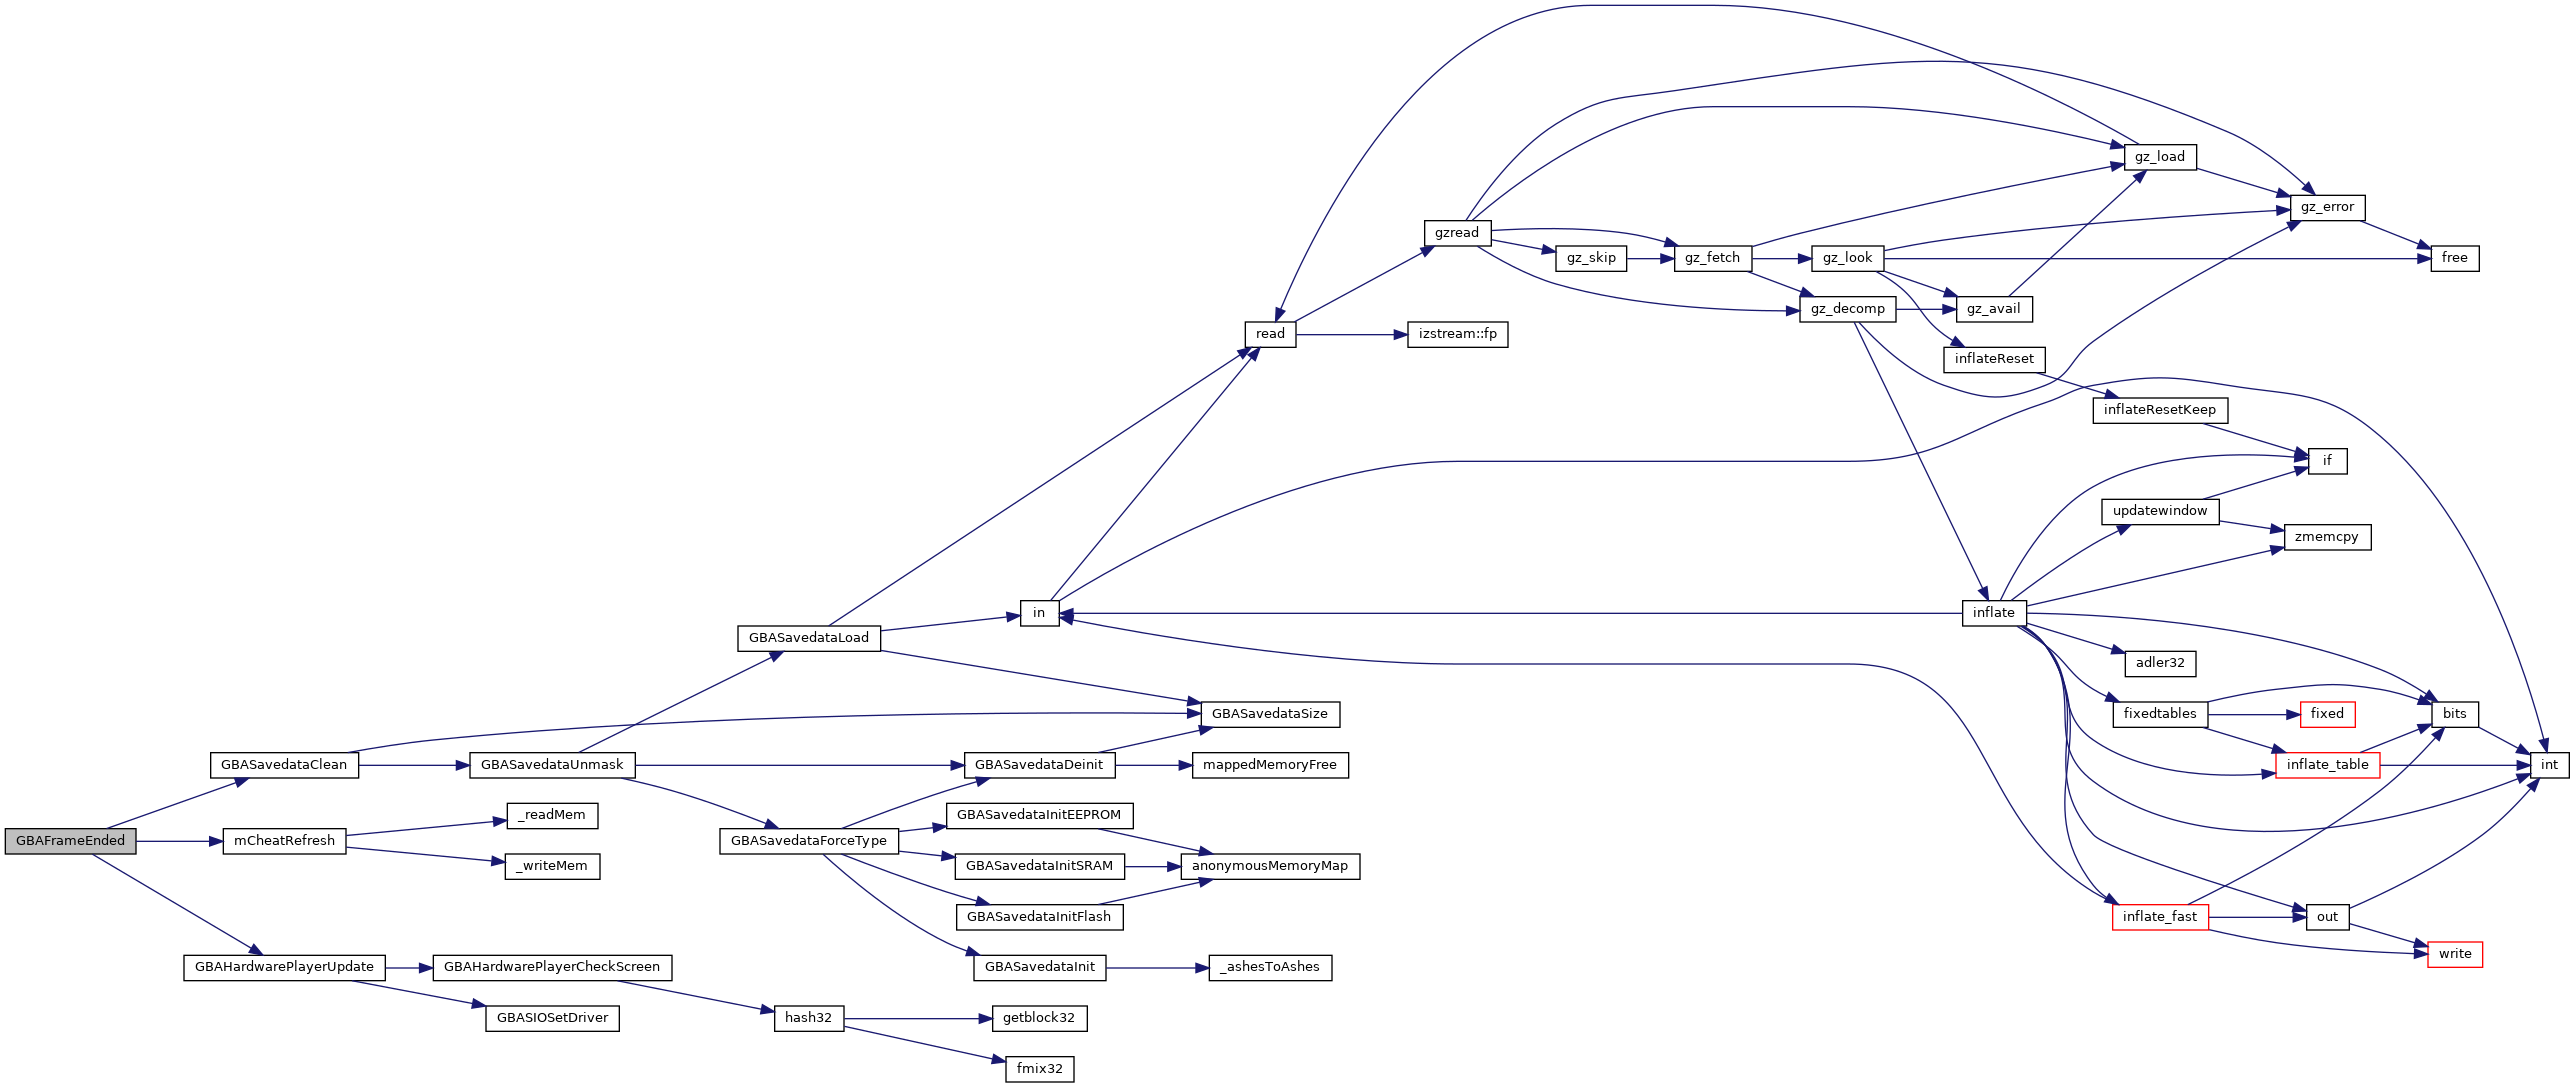 GBAFrameEnded
GBASavedataClean
mCheatRefresh
GBAHardwarePlayerUpdate
GBASavedataUnmask
_readMem
_writeMem
GBAHardwarePlayerCheckScreen
GBASIOSetDriver
GBASavedataLoad
GBASavedataForceType
hash32
in
GBASavedataDeinit
GBASavedataInitEEPROM
GBASavedataInitSRAM
GBASavedataInitFlash
GBASavedataInit
getblock32
fmix32
read
GBASavedataSize
mappedMemoryFree
anonymousMemoryMap
_ashesToAshes
gzread
izstream::fp
gz_skip
gz_fetch
gz_look
gz_decomp
gz_avail
inflateReset
inflate
gz_load
inflateResetKeep
updatewindow
adler32
fixedtables
inflate_fast
gz_error
if
zmemcpy
fixed
inflate_table
out
free
bits
write
int